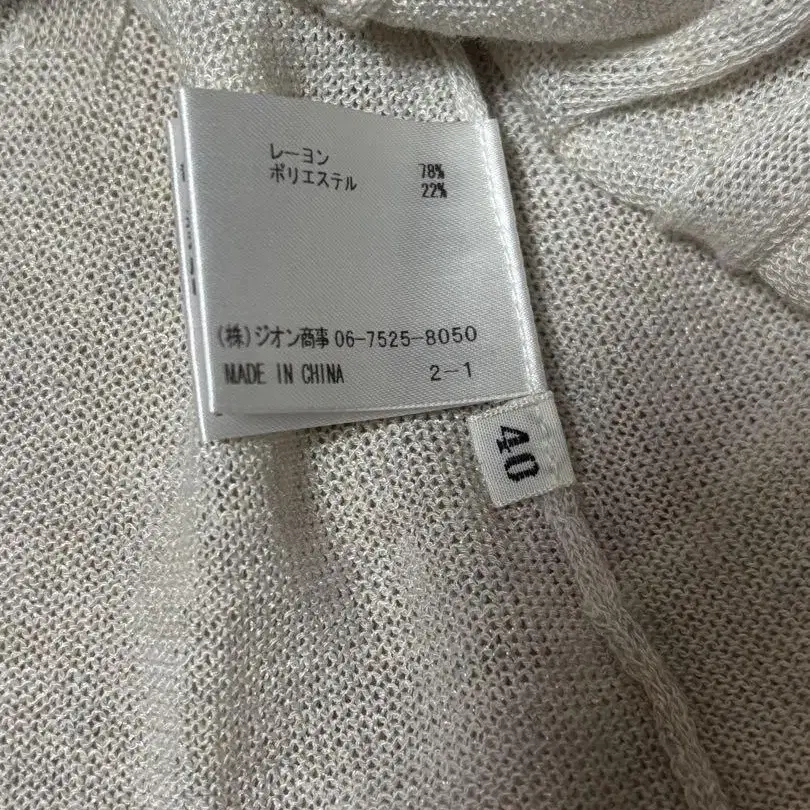 レーヨン 78%
ポリエステル 22%
(株)ジオン商事 06-7525-8050
MADE IN CHINA 2-1
40